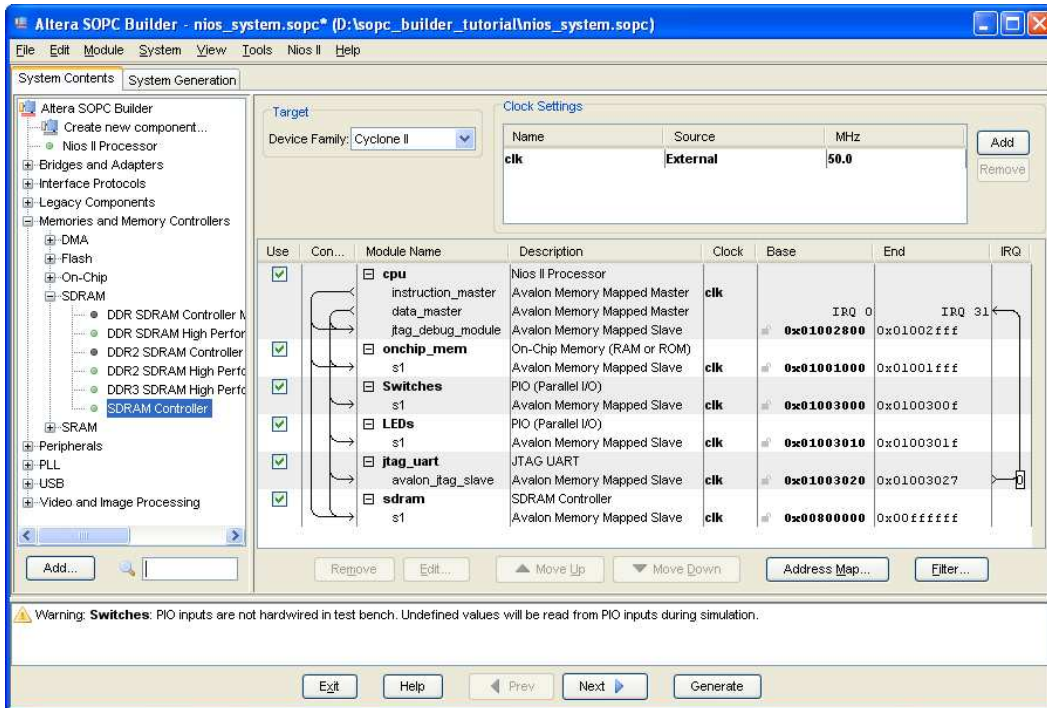 Altera SOPC Builder - nios_system.sopc* (D:\sopc_builder_tutorial\nios_system.sopc)
File Edit Module System View Tools Nios II Help
System Contents System Generation
Altera SOPC Builder
Create new component...
Nios II Processor
Bridges and Adapters
Interface Protocols
Legacy Components
Memories and Memory Controllers
DMA
Flash
On-Chip
SDRAM
DDR SDRAM Controller M
DDR SDRAM High Perfor
DDR2 SDRAM Controller
DDR2 SDRAM High Perfo
DDR3 SDRAM High Perfo
SDRAM Controller
SRAM
Peripherals
PLL
USB
Video and Image Processing
Add...
Target
Device Family: Cyclone II
Clock Settings
Name Source MHz
clk External 50.0
Add
Remove
Use Con... Module Name Description Clock Base End IRQ
cpu Nios II Processor
instruction_master Avalon Memory Mapped Master clk
data_master Avalon Memory Mapped Master IRQ 0 IRQ 31
jtag_debug_module Avalon Memory Mapped Slave 0x01002800 0x01002fff
onchip_mem On-Chip Memory (RAM or ROM)
s1 Avalon Memory Mapped Slave clk 0x01001000 0x01001fff
Switches PIO (Parallel I/O)
s1 Avalon Memory Mapped Slave clk 0x01003000 0x0100300f
LEDs PIO (Parallel I/O)
s1 Avalon Memory Mapped Slave clk 0x01003010 0x0100301f
jtag_uart JTAG UART
avalon_jtag_slave Avalon Memory Mapped Slave clk 0x01003020 0x01003027 0
sdram SDRAM Controller
s1 Avalon Memory Mapped Slave clk 0x00800000 0x00ffffff
Remove Edit... Move Up Move Down Address Map... Filter...
Warning: Switches: PIO inputs are not hardwired in test bench. Undefined values will be read from PIO inputs during simulation.
Exit Help Prev Next Generate